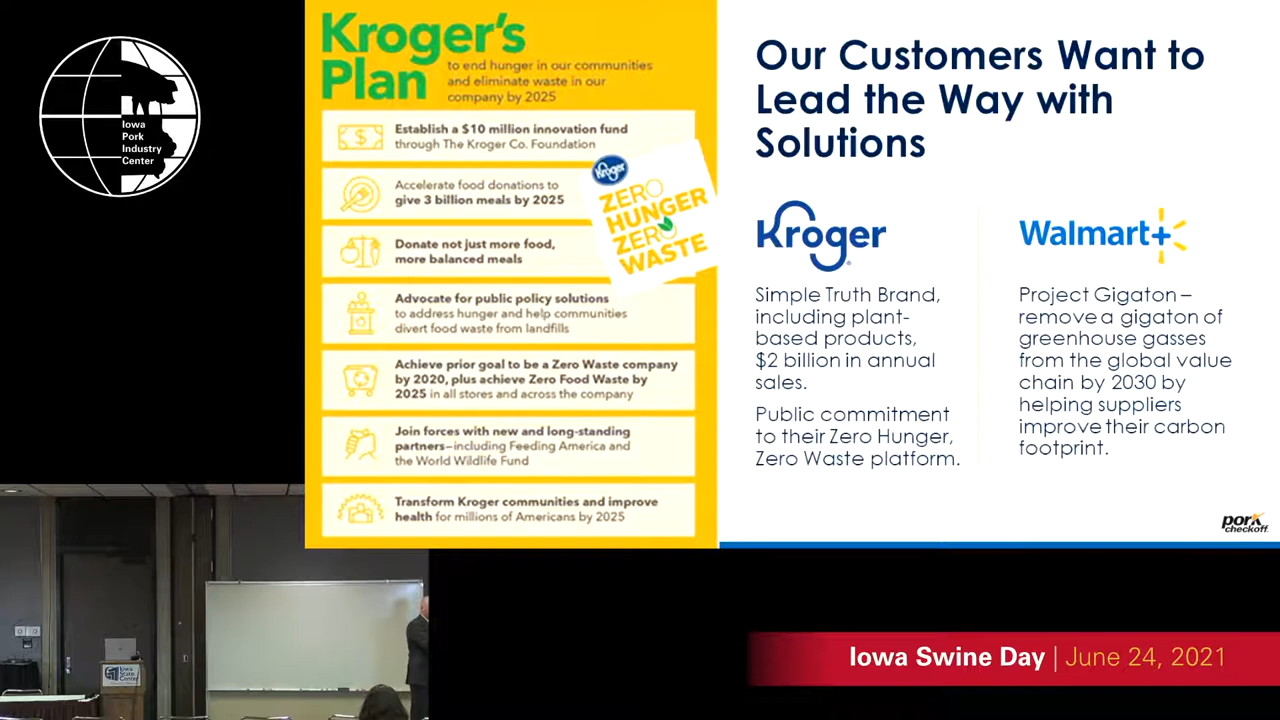 Iowa
Pork
Industry
Center
Kroger's
Plan
to end hunger in our communities
and eliminate waste in our
company by 2025
Establish a $10 million innovation fund
through The Kroger Co. Foundation
Accelerate food donations to
give 3 billion meals by 2025
Donate not just more food,
more balanced meals
Advocate for public policy solutions
to address hunger and help communities
divert food waste from landfills
Achieve prior goal to be a Zero Waste company
by 2020, plus achieve Zero Food Waste by
2025 in all stores and across the company
Join forces with new and long-standing
partners—including Feeding America and
the World Wildlife Fund
Transform Kroger communities and improve
health for millions of Americans by 2025
Kroger
ZERO
HUNGER
ZERO
WASTE
Our Customers Want to
Lead the Way with
Solutions
Kroger
Simple Truth Brand,
including plant-
based products,
$2 billion in annual
sales.
Public commitment
to their Zero Hunger,
Zero Waste platform.
Walmart+
Project Gigaton –
remove a gigaton of
greenhouse gasses
from the global value
chain by 2030 by
helping suppliers
improve their carbon
footprint.
pork
checkoff.
Iowa State Center
Iowa Swine Day | June 24, 2021